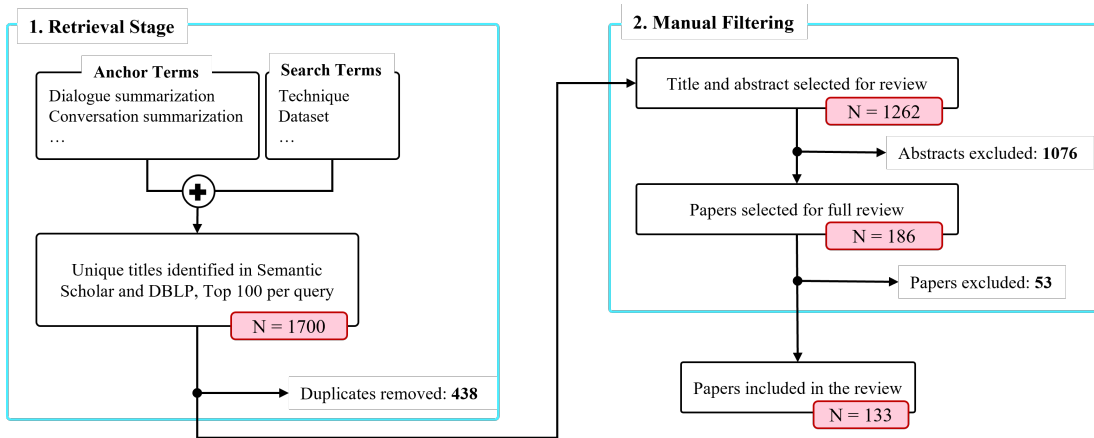 1. Retrieval Stage
Anchor Terms
Dialogue summarization
Conversation summarization
…
Search Terms
Technique
Dataset
…
Unique titles identified in Semantic
Scholar and DBLP, Top 100 per query
N = 1700
Duplicates removed: 438
2. Manual Filtering
Title and abstract selected for review
N = 1262
Abstracts excluded: 1076
Papers selected for full review
N = 186
Papers excluded: 53
Papers included in the review
N = 133